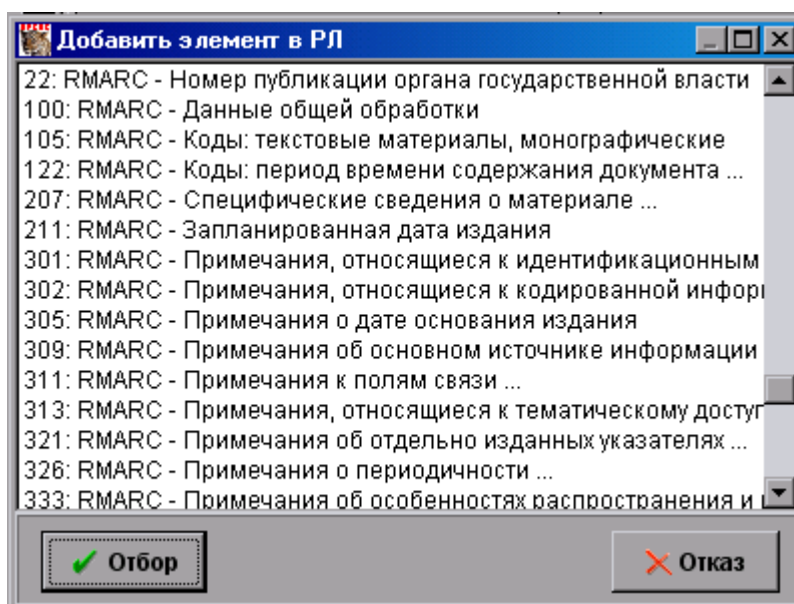 Добавить элемент в РЛ
22: RMARC - Номер публикации органа государственной власти
100: RMARC - Данные общей обработки
105: RMARC - Коды: текстовые материалы, монографические
122: RMARC - Коды: период времени содержания документа ...
207: RMARC - Специфические сведения о материале ...
211: RMARC - Запланированная дата издания
301: RMARC - Примечания, относящиеся к идентификационным
302: RMARC - Примечания, относящиеся к кодированной
305: RMARC - Примечания о дате основания издания
309: RMARC - Примечания об основном источнике информации
311: RMARC - Примечания к полям связи ...
313: RMARC - Примечания, относящиеся к тематическому
321: RMARC - Примечания об отдельно изданных указателях ...
326: RMARC - Примечания о периодичности ...
333: RMARC - Примечания об особенностях распространения и
Отбор
Отказ